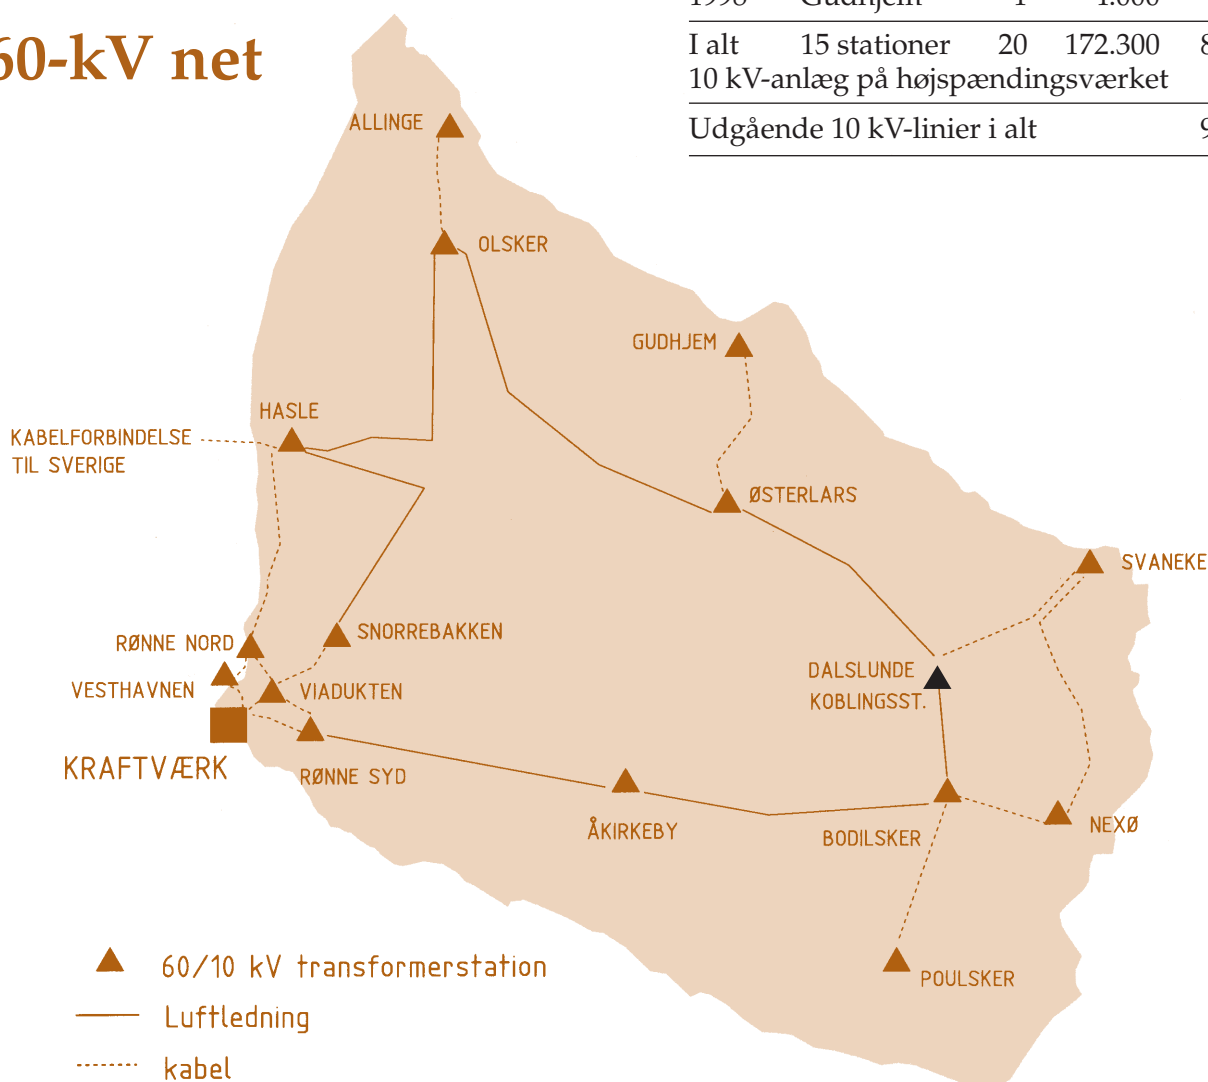 60-kV net
I alt 15 stationer 20 172.300 8
10 kV-anlæg på højspændingsværket
Udgående 10 kV-linier i alt 9
ALLINGE
OLSKER
GUDHJEM
HASLE
KABELFORBINDELSE
TIL SVERIGE
ØSTERLARS
SVANEKE
RØNNE NORD
SNORREBAKKEN
VESTHAVNEN
VIADUKTEN
DALSLUNDE
KOBLINGSST.
KRAFTVÆRK
RØNNE SYD
ÅKIRKEBY
BODILSKER
NEXØ
POULSKER
60/10 kV transformerstation
Luftledning
kabel